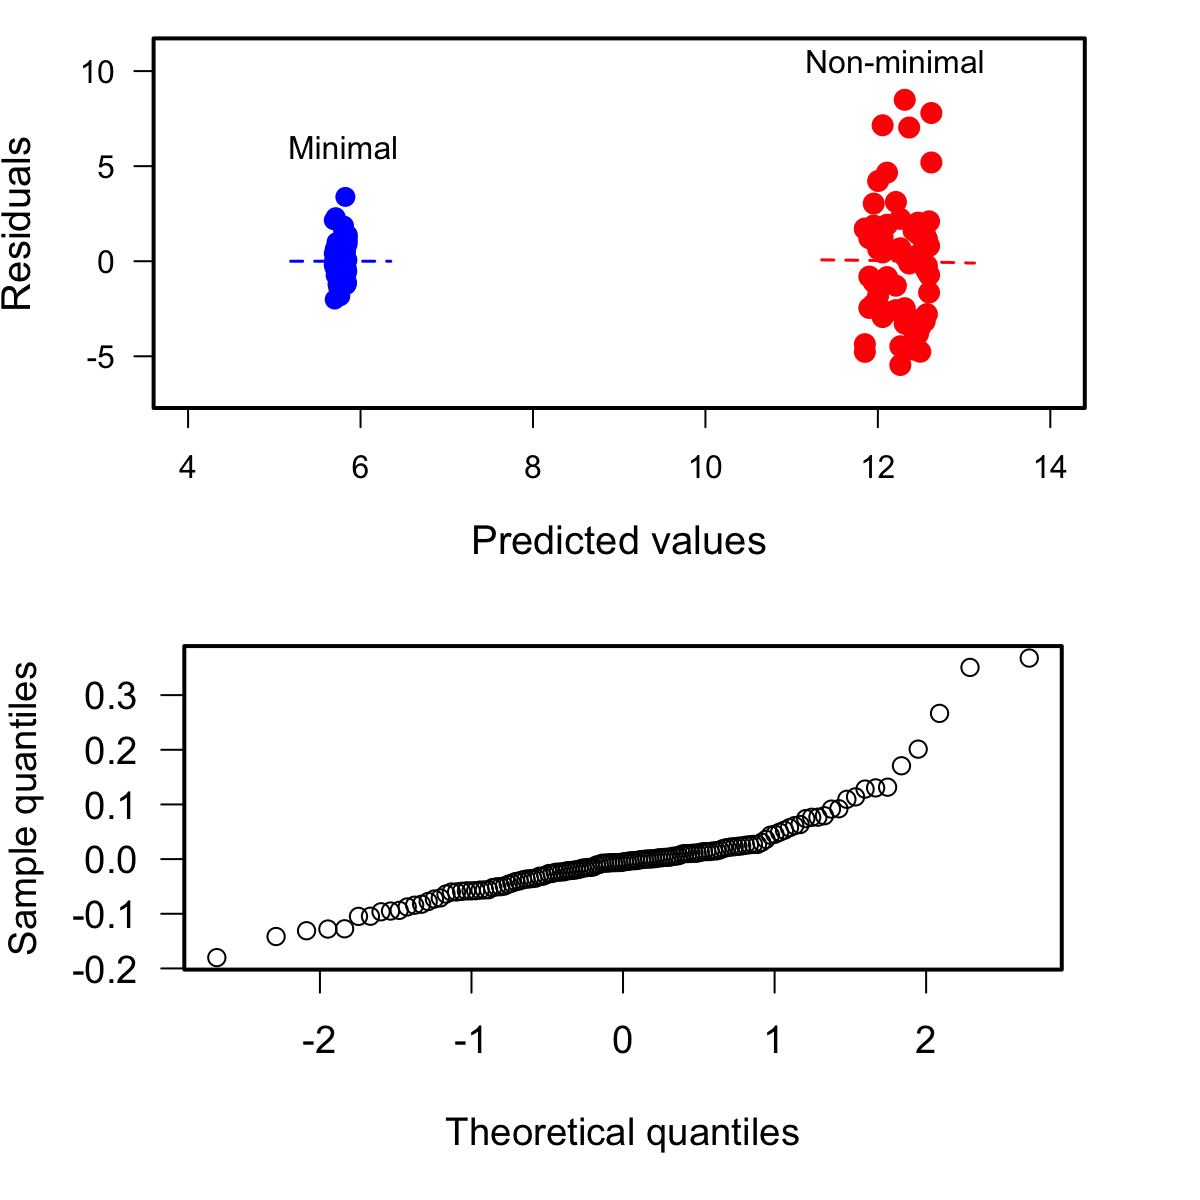 Residuals
10
5
0
-5
Minimal
Non-minimal
4 6 8 10 12 14
Predicted values
Sample quantiles
0.3
0.2
0.1
0.0
-0.1
-0.2
-2 -1 0 1 2
Theoretical quantiles